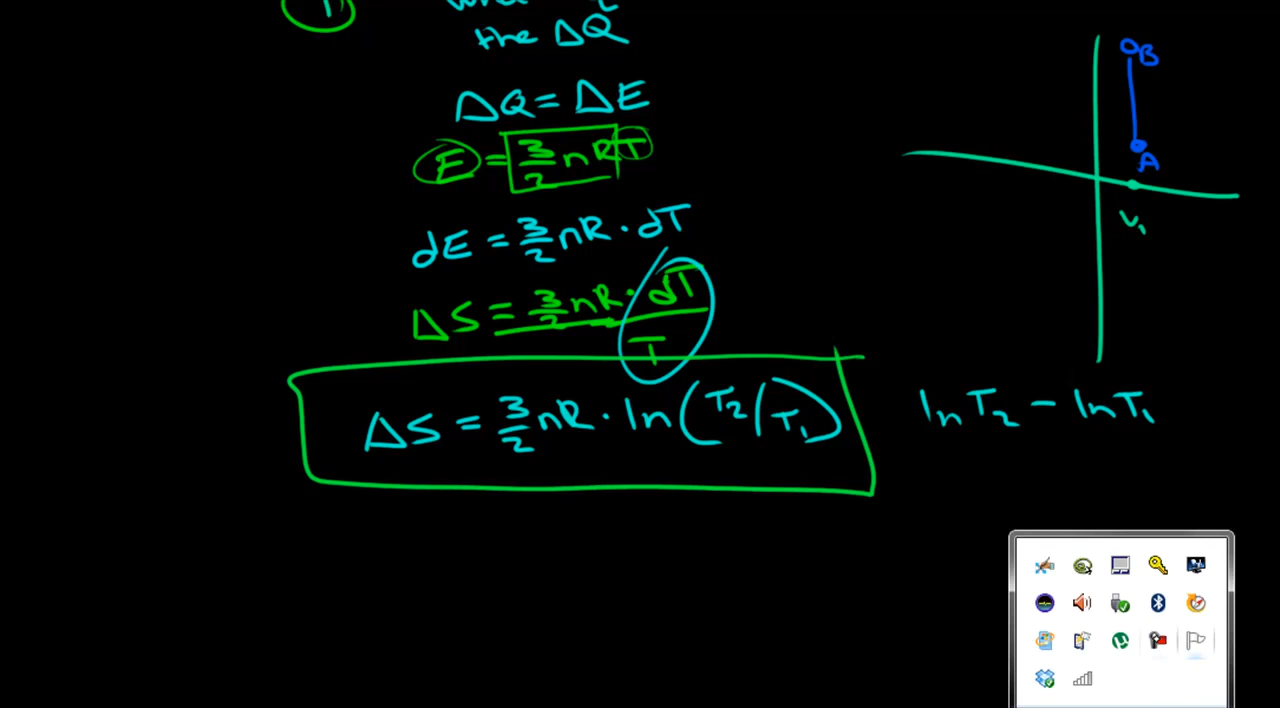 1
the ΔQ
ΔQ = ΔE
E = 3/2 nRT
dE = 3/2 nR · dT
ΔS = 3/2 nR · dT / T
ΔS = 3/2 nR · ln(T₂/T₁)
ln T₂ - ln T₁
B
A
V₁